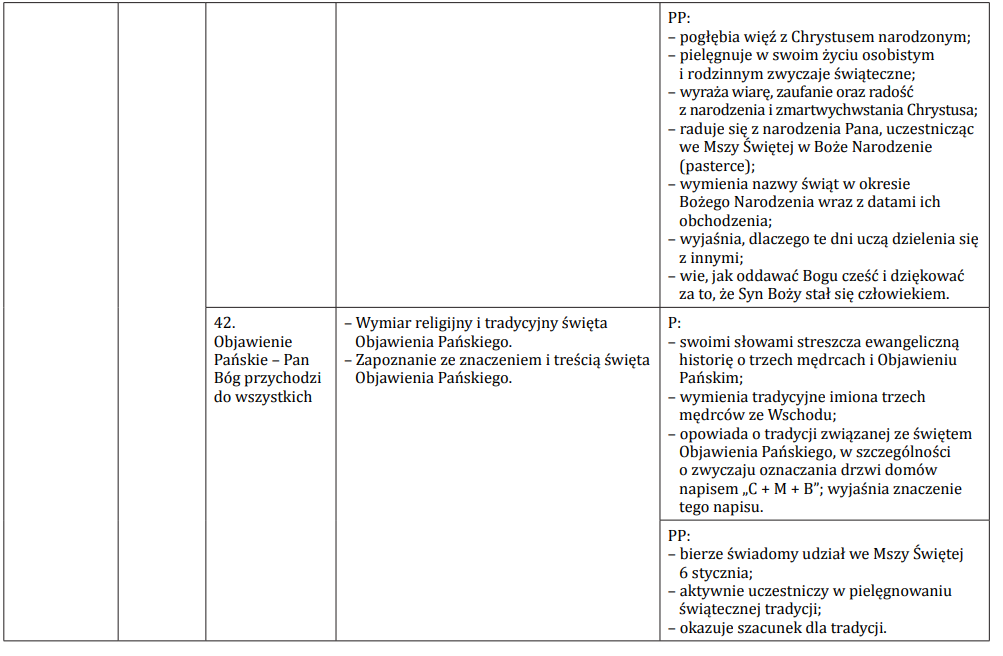 PP:
– pogłębia więź z Chrystusem narodzonym;
– pielęgnuje w swoim życiu osobistym
i rodzinnym zwyczaje świąteczne;
– wyraża wiarę, zaufanie oraz radość
z narodzenia i zmartwychwstania Chrystusa;
– raduje się z narodzenia Pana, uczestnicząc
we Mszy Świętej w Boże Narodzenie
(pasterce);
– wymienia nazwy świąt w okresie
Bożego Narodzenia wraz z datami ich
obchodzenia;
– wyjaśnia, dlaczego te dni uczą dzielenia się
z innymi;
– wie, jak oddawać Bogu cześć i dziękować
za to, że Syn Boży stał się człowiekiem.
42.
Objawienie
Pańskie – Pan
Bóg przychodzi
do wszystkich
– Wymiar religijny i tradycyjny święta
Objawienia Pańskiego.
– Zapoznanie ze znaczeniem i treścią święta
Objawienia Pańskiego.
P:
– swoimi słowami streszcza ewangeliczną
historię o trzech mędrcach i Objawieniu
Pańskim;
– wymienia tradycyjne imiona trzech
mędrców ze Wschodu;
– opowiada o tradycji związanej ze świętem
Objawienia Pańskiego, w szczególności
o zwyczaju oznaczania drzwi domów
napisem „C + M + B”; wyjaśnia znaczenie
tego napisu.
PP:
– bierze świadomy udział we Mszy Świętej
6 stycznia;
– aktywnie uczestniczy w pielęgnowaniu
świątecznej tradycji;
– okazuje szacunek dla tradycji.